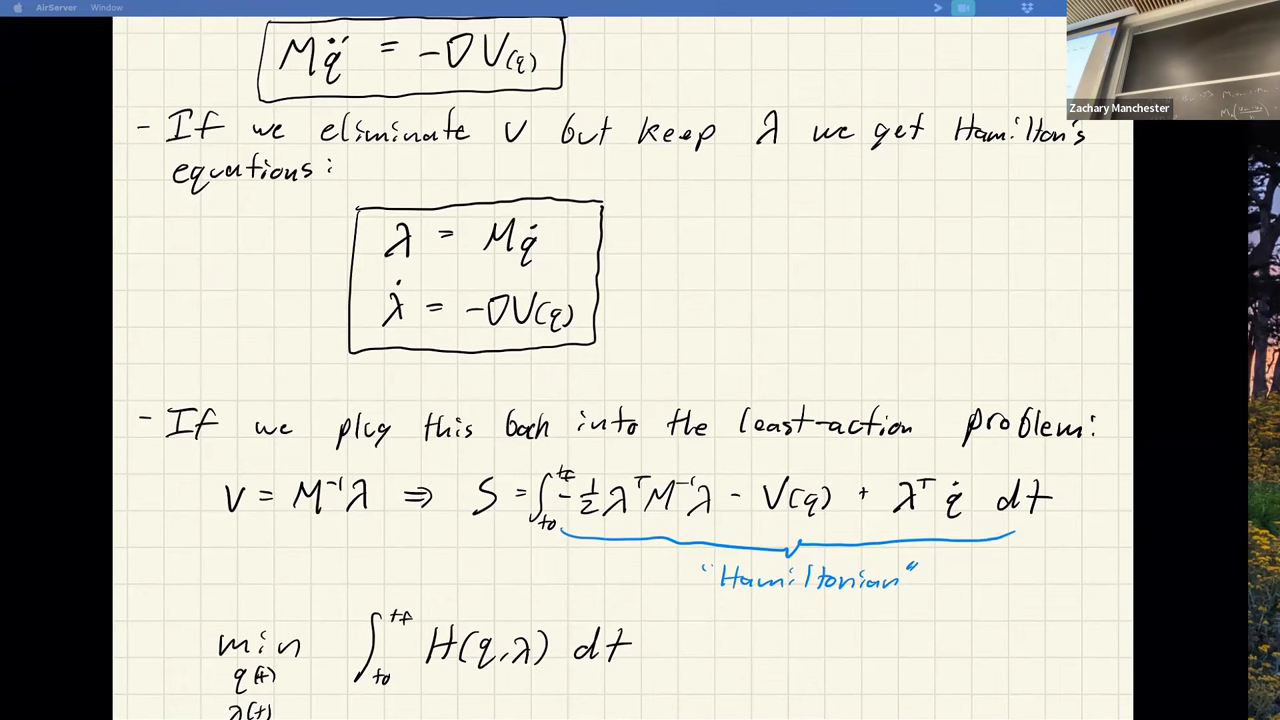 AirServer Window
Zachary Manchester
Mq̈ = -∇V(q)
- If we eliminate v but keep λ we get Hamilton's
equations:
λ = Mq̇
λ̇ = -∇V(q)
- If we plug this back into the least-action problem:
v = M⁻¹λ ⇒ S = ∫_{t0}^{tf} -½λᵀM⁻¹λ - V(q) + λᵀq̇ dt
"Hamiltonian"
min ∫_{t0}^{tf} H(q,λ) dt
q(t)
λ(t)